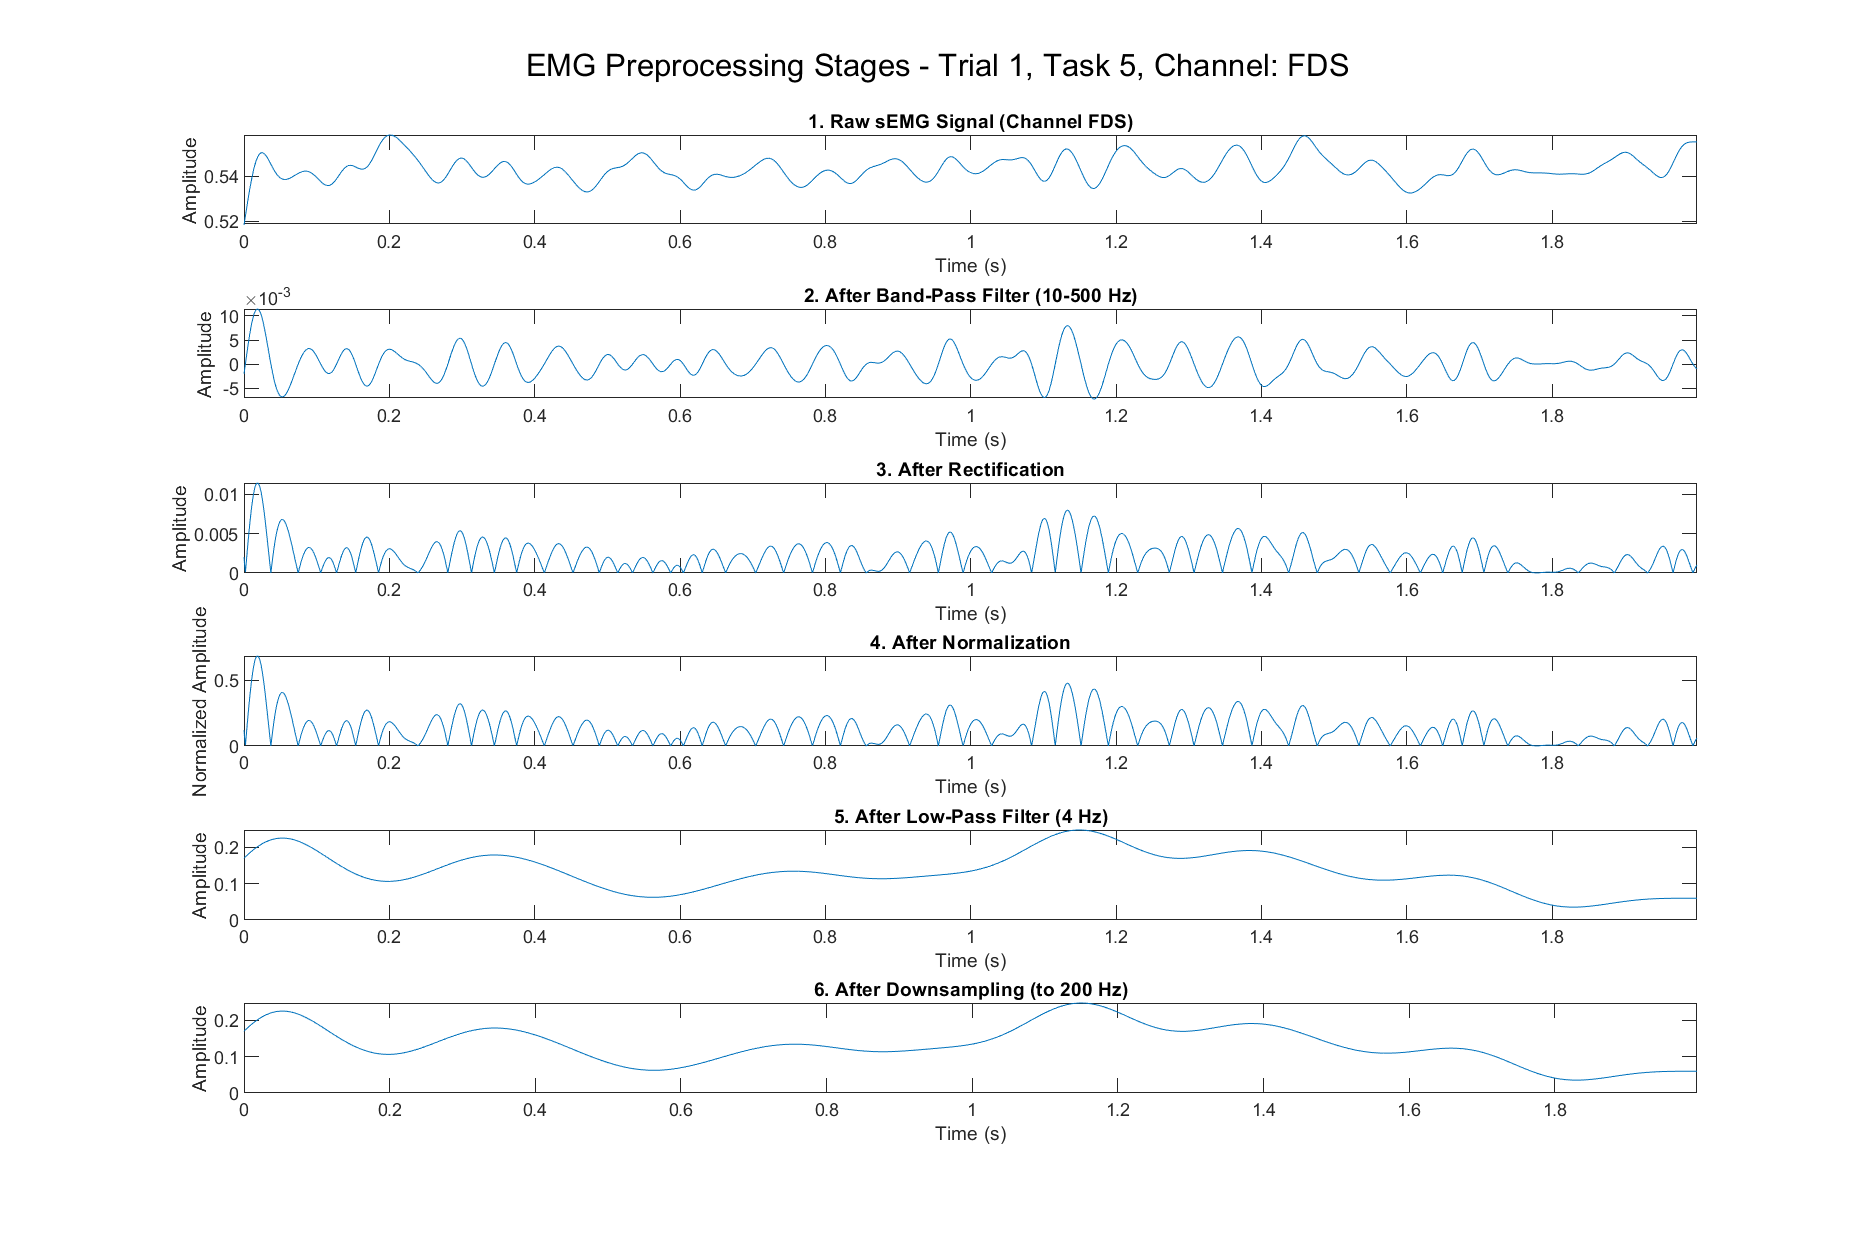 EMG Preprocessing Stages - Trial 1, Task 5, Channel: FDS
1. Raw sEMG Signal (Channel FDS)
Amplitude
0.54
0.52
0 0.2 0.4 0.6 0.8 1 1.2 1.4 1.6 1.8
Time (s)
2. After Band-Pass Filter (10-500 Hz)
×10-3
Amplitude
10
5
0
-5
0 0.2 0.4 0.6 0.8 1 1.2 1.4 1.6 1.8
Time (s)
3. After Rectification
Amplitude
0.01
0.005
0
0 0.2 0.4 0.6 0.8 1 1.2 1.4 1.6 1.8
Time (s)
4. After Normalization
Normalized Amplitude
0.5
0
0 0.2 0.4 0.6 0.8 1 1.2 1.4 1.6 1.8
Time (s)
5. After Low-Pass Filter (4 Hz)
Amplitude
0.2
0.1
0
0 0.2 0.4 0.6 0.8 1 1.2 1.4 1.6 1.8
Time (s)
6. After Downsampling (to 200 Hz)
Amplitude
0.2
0.1
0
0 0.2 0.4 0.6 0.8 1 1.2 1.4 1.6 1.8
Time (s)